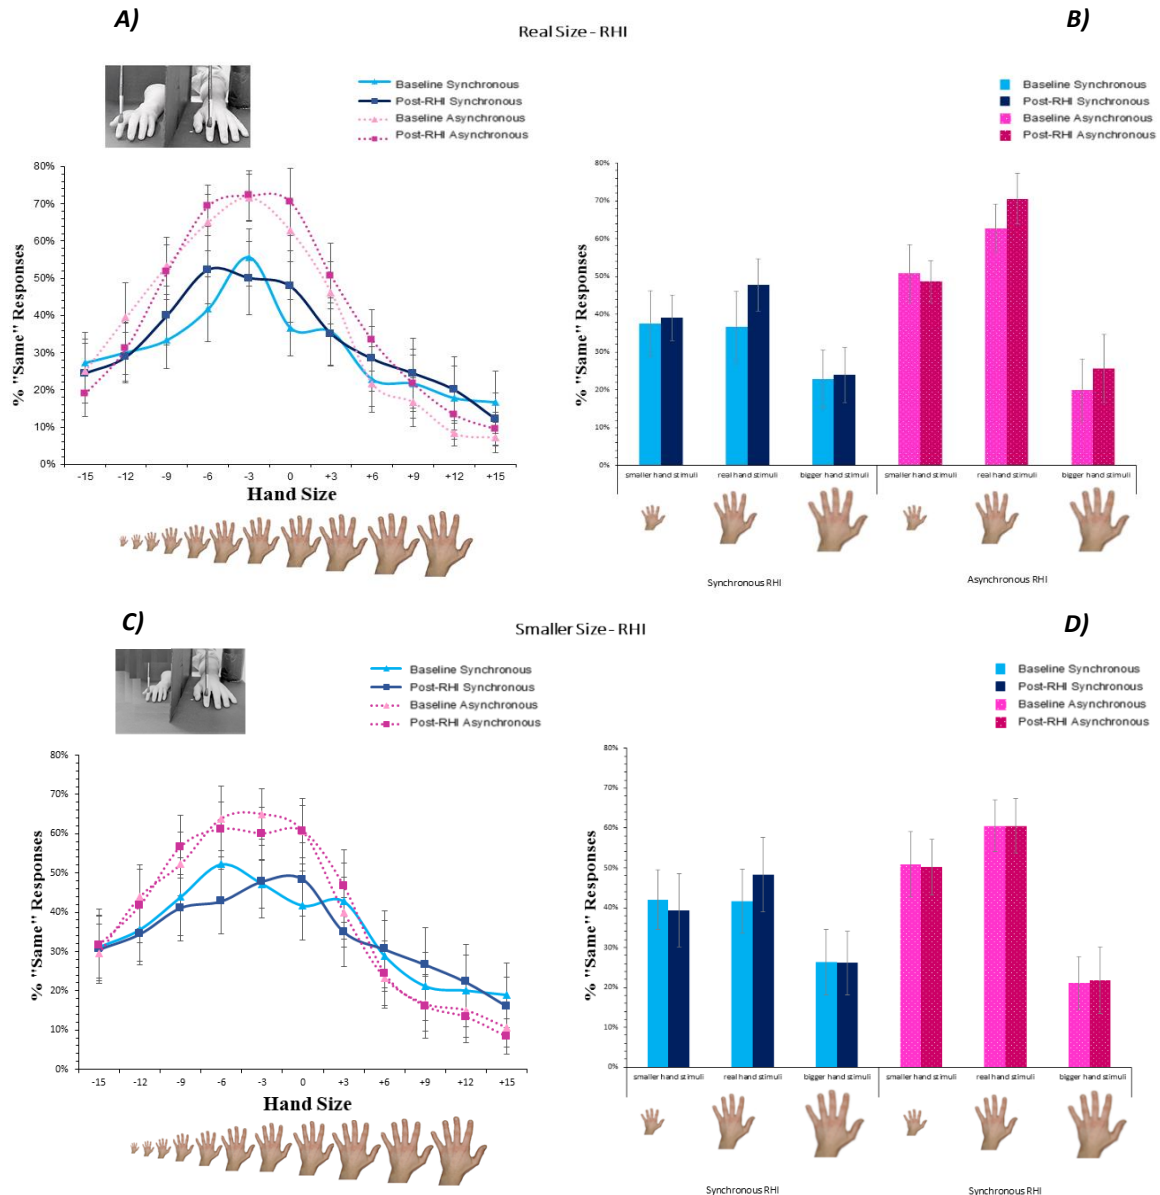 A)
Real Size - RHI
B)
Baseline Synchronous
Post-RHI Synchronous
Baseline Asynchronous
Post-RHI Asynchronous
Baseline Synchronous
Post-RHI Synchronous
Baseline Asynchronous
Post-RHI Asynchronous
% "Same" Responses
80%
70%
60%
50%
40%
30%
20%
10%
0%
-15 -12 -9 -6 -3 0 +3 +6 +9 +12 +15
Hand Size
% "Same" Responses
80%
70%
60%
50%
40%
30%
20%
10%
0%
smaller hand stimuli real hand stimuli bigger hand stimuli smaller hand stimuli real hand stimuli bigger hand stimuli
Synchronous RHI Asynchronous RHI
C)
Smaller Size - RHI
D)
Baseline Synchronous
Post-RHI Synchronous
Baseline Asynchronous
Post-RHI Asynchronous
Baseline Synchronous
Post-RHI Synchronous
Baseline Asynchronous
Post-RHI Asynchronous
% "Same" Responses
80%
70%
60%
50%
40%
30%
20%
10%
0%
-15 -12 -9 -6 -3 0 +3 +6 +9 +12 +15
Hand Size
% "Same" Responses
80%
70%
60%
50%
40%
30%
20%
10%
0%
smaller hand stimuli real hand stimuli bigger hand stimuli smaller hand stimuli real hand stimuli bigger hand stimuli
Synchronous RHI Synchronous RHI